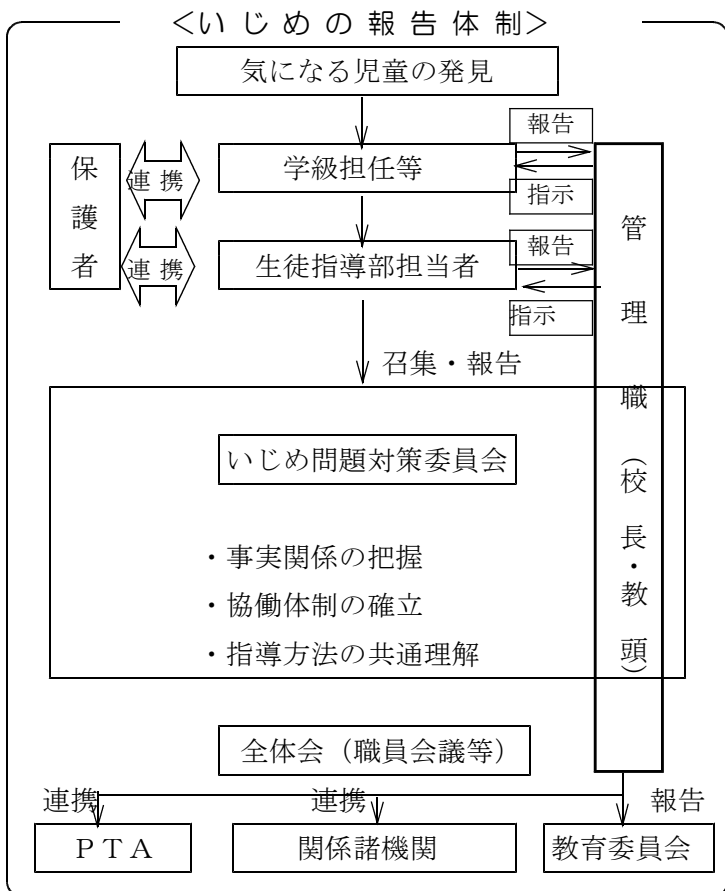 ＜いじめの報告体制＞
気になる児童の発見
報告
学級担任等
指示
保護者
連携
連携
報告
生徒指導部担当者
指示
管理職（校長・教頭）
召集・報告
いじめ問題対策委員会
・事実関係の把握
・協働体制の確立
・指導方法の共通理解
全体会（職員会議等）
連携
連携
報告
ＰＴＡ
関係諸機関
教育委員会